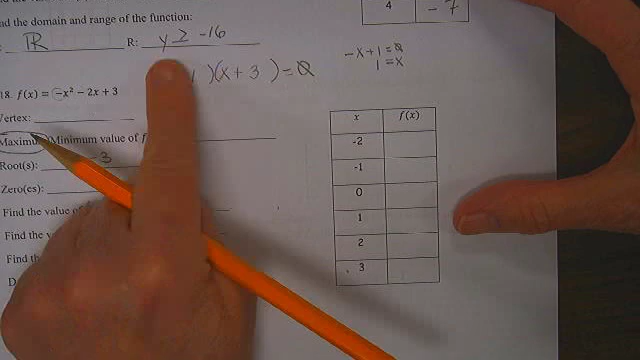 d the domain and range of the function:
: ℝ R: y ≥ -16
4 -7
-x+1=0
1=x
)(x+3)=0
18. f(x) = -x² - 2x + 3
Vertex:
Maximum/Minimum value of f
Root(s): -3
Zero(es):
Find the value of
Find the v
Find th
D
x f(x)
-2
-1
0
1
2
3